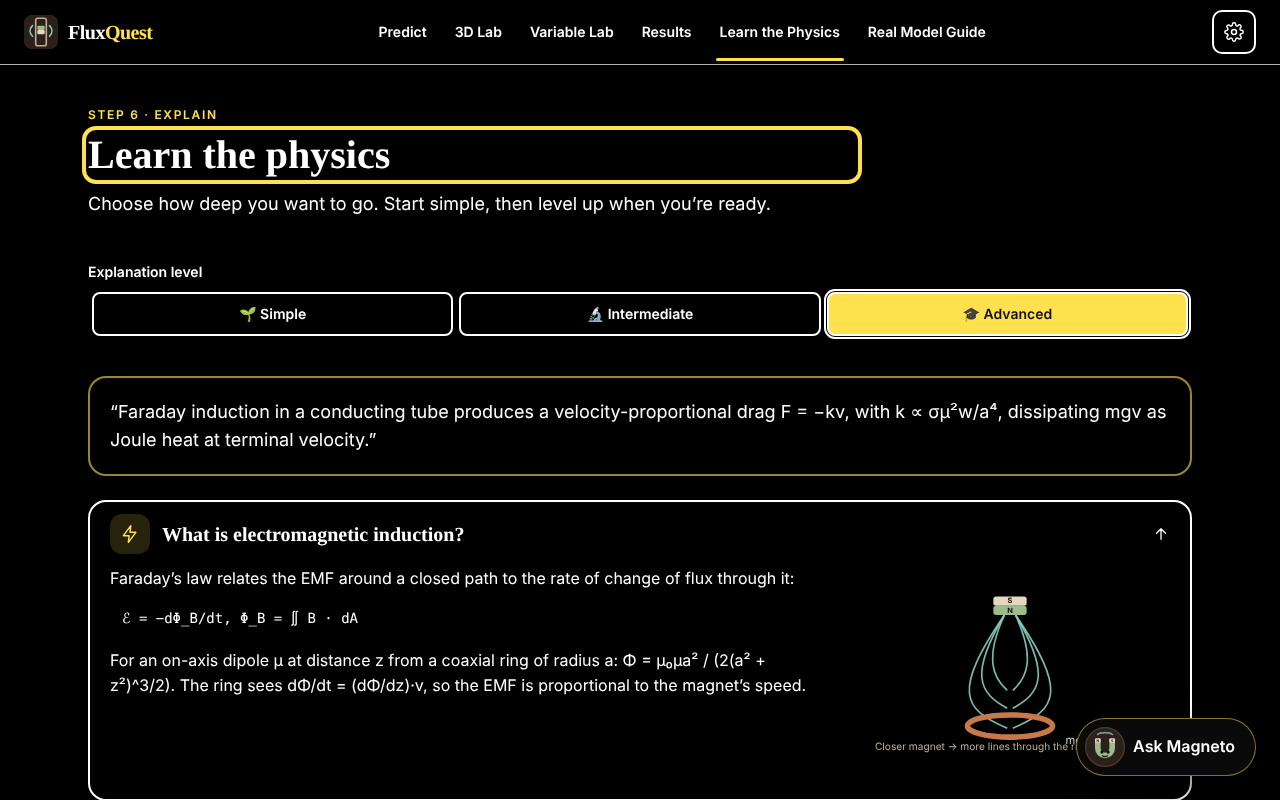 FluxQuest
Predict
3D Lab
Variable Lab
Results
Learn the Physics
Real Model Guide
STEP 6 · EXPLAIN
Learn the physics
Choose how deep you want to go. Start simple, then level up when you’re ready.
Explanation level
🌱 Simple
🔬 Intermediate
🎓 Advanced
“Faraday induction in a conducting tube produces a velocity-proportional drag F = −kv, with k ∝ σμ²w/a⁴, dissipating mgv as
Joule heat at terminal velocity.”
What is electromagnetic induction?
Faraday’s law relates the EMF around a closed path to the rate of change of flux through it:
ℰ = −dΦ_B/dt, Φ_B = ∬ B · dA
For an on-axis dipole μ at distance z from a coaxial ring of radius a: Φ = μ₀μa² / (2(a² +
z²)^3/2). The ring sees dΦ/dt = (dΦ/dz)·v, so the EMF is proportional to the magnet’s speed.
S
N
Closer magnet → more lines through the
Ask Magneto